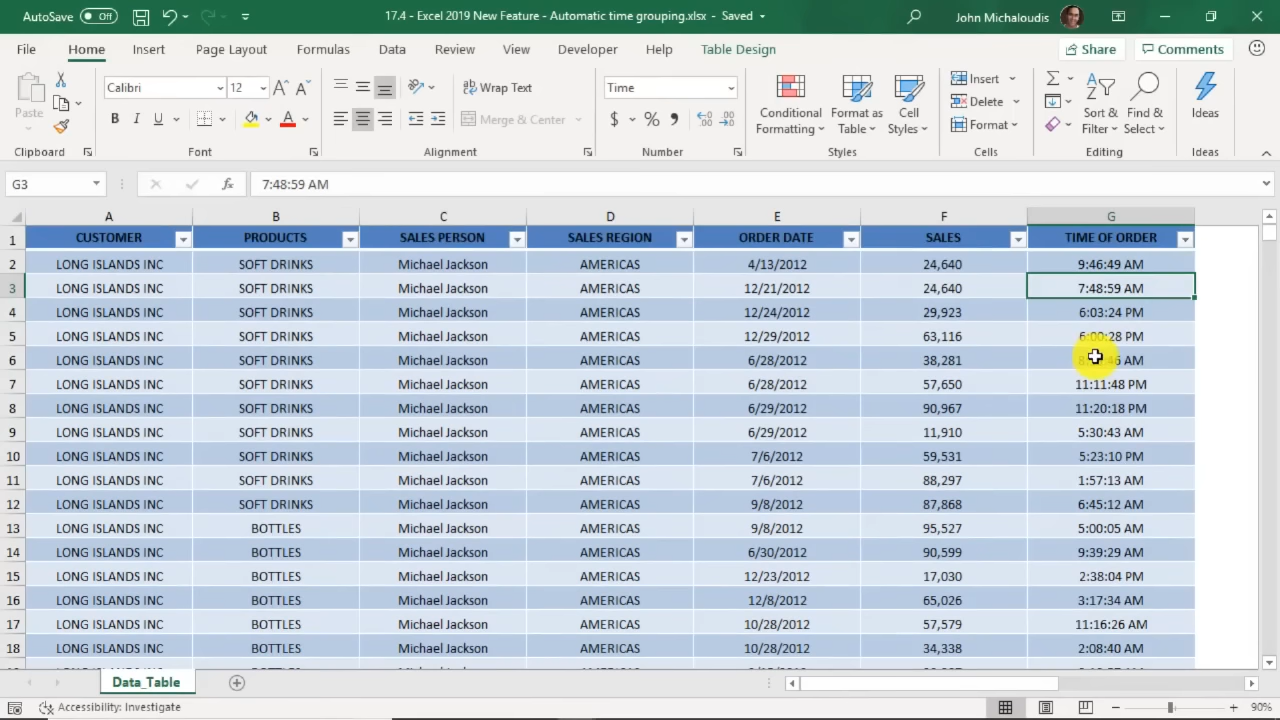 AutoSave Off 17.4 - Excel 2019 New Feature - Automatic time grouping.xlsx - Saved John Michaloudis
File Home Insert Page Layout Formulas Data Review View Developer Help Table Design Share Comments
Paste Calibri 12 Wrap Text Time Conditional Formatting Format as Table Cell Styles Insert Sort & Filter Find & Select Ideas
B I U Merge & Center $ % Delete
Format
Clipboard Font Alignment Number Styles Cells Editing Ideas
G3 fx 7:48:59 AM
A B C D E F G
1 CUSTOMER PRODUCTS SALES PERSON SALES REGION ORDER DATE SALES TIME OF ORDER
2 LONG ISLANDS INC SOFT DRINKS Michael Jackson AMERICAS 4/13/2012 24,640 9:46:49 AM
3 LONG ISLANDS INC SOFT DRINKS Michael Jackson AMERICAS 12/21/2012 24,640 7:48:59 AM
4 LONG ISLANDS INC SOFT DRINKS Michael Jackson AMERICAS 12/24/2012 29,923 6:03:24 PM
5 LONG ISLANDS INC SOFT DRINKS Michael Jackson AMERICAS 12/29/2012 63,116 6:00:28 PM
6 LONG ISLANDS INC SOFT DRINKS Michael Jackson AMERICAS 6/28/2012 38,281 AM
7 LONG ISLANDS INC SOFT DRINKS Michael Jackson AMERICAS 6/28/2012 57,650 11:11:48 PM
8 LONG ISLANDS INC SOFT DRINKS Michael Jackson AMERICAS 6/29/2012 90,967 11:20:18 PM
9 LONG ISLANDS INC SOFT DRINKS Michael Jackson AMERICAS 6/29/2012 11,910 5:30:43 AM
10 LONG ISLANDS INC SOFT DRINKS Michael Jackson AMERICAS 7/6/2012 59,531 5:23:10 PM
11 LONG ISLANDS INC SOFT DRINKS Michael Jackson AMERICAS 7/6/2012 88,297 1:57:13 AM
12 LONG ISLANDS INC SOFT DRINKS Michael Jackson AMERICAS 9/8/2012 87,868 6:45:12 AM
13 LONG ISLANDS INC BOTTLES Michael Jackson AMERICAS 9/8/2012 95,527 5:00:05 AM
14 LONG ISLANDS INC BOTTLES Michael Jackson AMERICAS 6/30/2012 90,599 9:39:29 AM
15 LONG ISLANDS INC BOTTLES Michael Jackson AMERICAS 12/23/2012 17,030 2:38:04 PM
16 LONG ISLANDS INC BOTTLES Michael Jackson AMERICAS 12/8/2012 65,026 3:17:34 AM
17 LONG ISLANDS INC BOTTLES Michael Jackson AMERICAS 10/28/2012 57,579 11:16:26 AM
18 LONG ISLANDS INC BOTTLES Michael Jackson AMERICAS 10/28/2012 34,338 2:08:40 AM
Data_Table
Accessibility: Investigate 90%